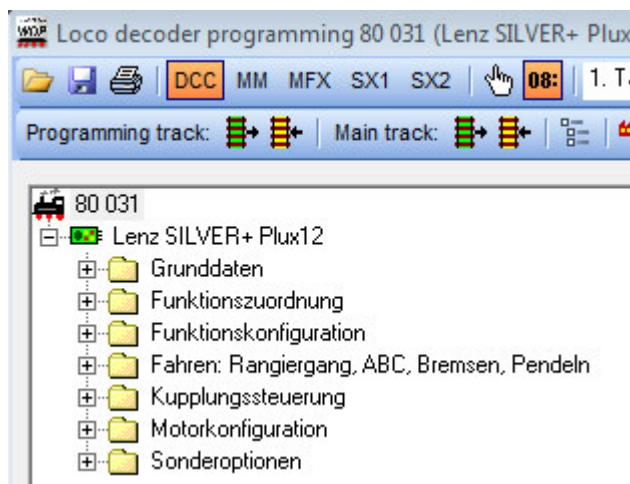 Loco decoder programming 80 031 (Lenz SILVER+ Plux
DCC MM MFX SX1 SX2 08: 1. T
Programming track: Main track:
80 031
Lenz SILVER+ Plux12
Grunddaten
Funktionszuordnung
Funktionskonfiguration
Fahren: Rangiergang, ABC, Bremsen, Pendeln
Kupplungssteuerung
Motorkonfiguration
Sonderoptionen